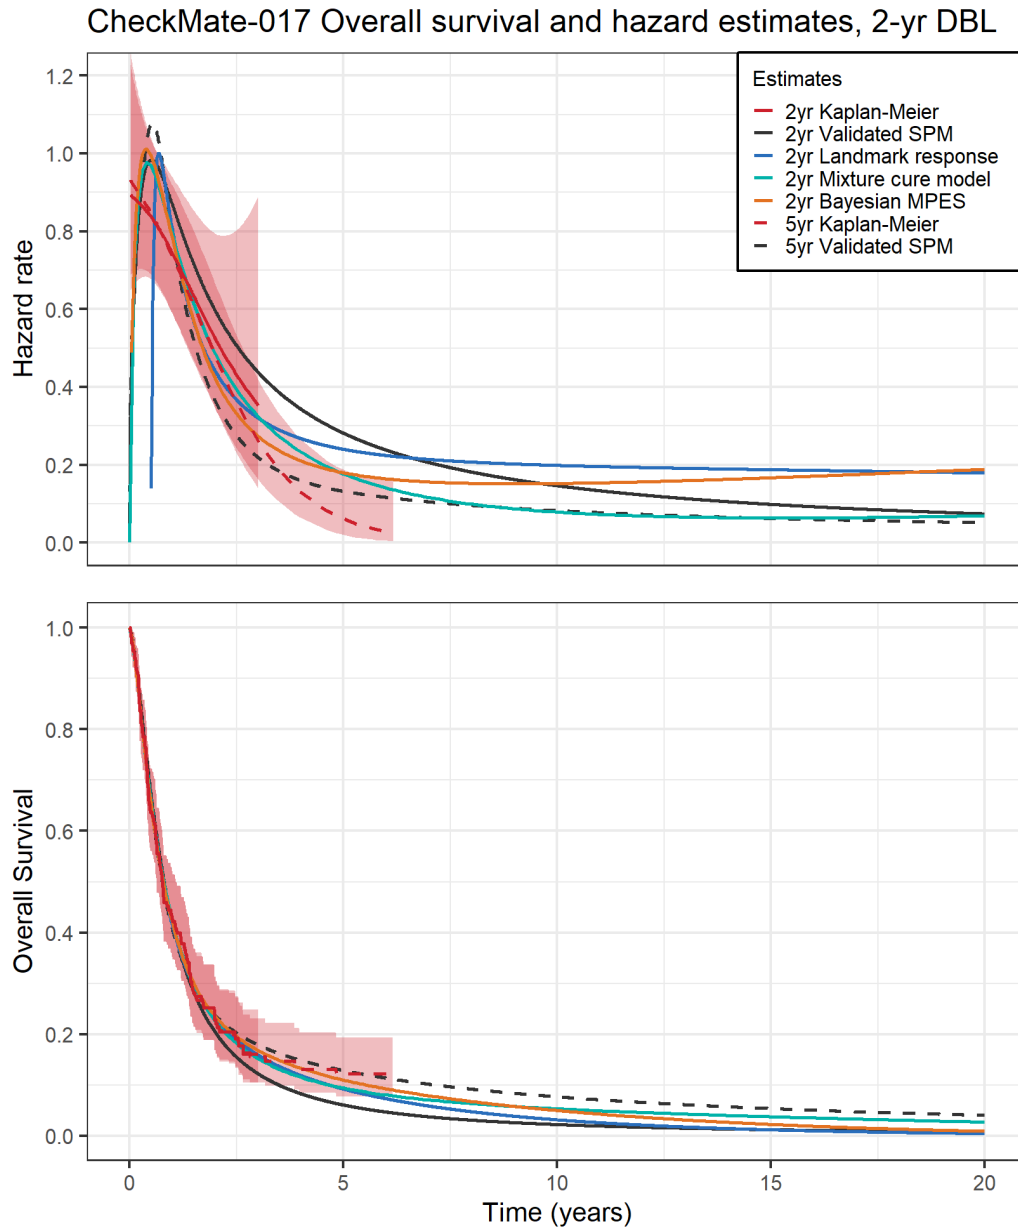 CheckMate-017 Overall survival and hazard estimates, 2-yr DBL
Estimates
2yr Kaplan-Meier
2yr Validated SPM
2yr Landmark response
2yr Mixture cure model
2yr Bayesian MPES
5yr Kaplan-Meier
5yr Validated SPM
Hazard rate
1.2
1.0
0.8
0.6
0.4
0.2
0.0
Overall Survival
1.0
0.8
0.6
0.4
0.2
0.0
0 5 10 15 20
Time (years)